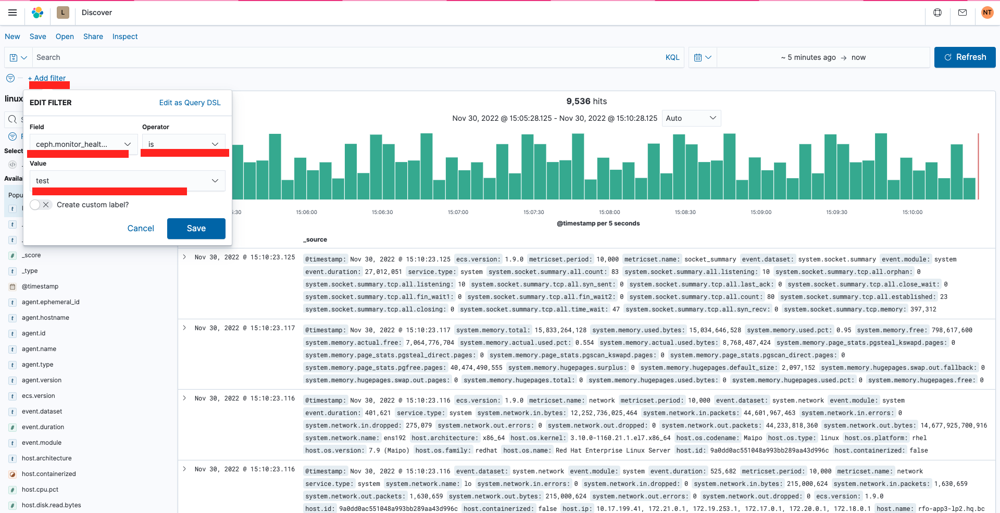 L Discover NT
New Save Open Share Inspect
Search KQL ~ 5 minutes ago → now Refresh
+ Add filter
linux
EDIT FILTER Edit as Query DSL
Field Operator
ceph.monitor_healt... is
Value
test
Create custom label?
Cancel Save
Select
Availa
Popu
_score
_type
@timestamp
agent.ephemeral_id
agent.hostname
agent.id
agent.name
agent.type
agent.version
ecs.version
event.dataset
event.duration
event.module
host.architecture
host.containerized
host.cpu.pct
host.disk.read.bytes
9,536 hits
Nov 30, 2022 @ 15:05:28.125 - Nov 30, 2022 @ 15:10:28.125 Auto
:30 15:06:00 15:06:30 15:07:00 15:07:30 15:08:00 15:08:30 15:09:00 15:09:30 15:10:00
@timestamp per 5 seconds
_source
Nov 30, 2022 @ 15:10:23.125 @timestamp: Nov 30, 2022 @ 15:10:23.125 ecs.version: 1.9.0 metricset.period: 10,000 metricset.name: socket_summary event.dataset: system.socket.summary event.module: system
event.duration: 27,012,051 service.type: system system.socket.summary.all.count: 83 system.socket.summary.all.listening: 10 system.socket.summary.tcp.all.orphan: 0
system.socket.summary.tcp.all.listening: 10 system.socket.summary.tcp.all.syn_sent: 0 system.socket.summary.tcp.all.last_ack: 0 system.socket.summary.tcp.all.close_wait: 0
system.socket.summary.tcp.all.fin_wait1: 0 system.socket.summary.tcp.all.fin_wait2: 0 system.socket.summary.tcp.all.count: 80 system.socket.summary.tcp.all.established: 23
system.socket.summary.tcp.all.closing: 0 system.socket.summary.tcp.all.time_wait: 47 system.socket.summary.tcp.all.syn_recv: 0 system.socket.summary.tcp.memory: 397,312
Nov 30, 2022 @ 15:10:23.117 @timestamp: Nov 30, 2022 @ 15:10:23.117 system.memory.total: 15,833,264,128 system.memory.used.bytes: 15,034,646,528 system.memory.used.pct: 0.95 system.memory.free: 798,617,600
system.memory.actual.free: 7,064,776,704 system.memory.actual.used.pct: 0.554 system.memory.actual.used.bytes: 8,768,487,424 system.memory.page_stats.pgsteal_kswapd.pages: 0
system.memory.page_stats.pgsteal_direct.pages: 0 system.memory.page_stats.pgscan_kswapd.pages: 0 system.memory.page_stats.pgscan_direct.pages: 0
system.memory.page_stats.pgfree.pages: 40,474,490,555 system.memory.hugepages.surplus: 0 system.memory.hugepages.default_size: 2,097,152 system.memory.hugepages.swap.out.fallback: 0
system.memory.hugepages.swap.out.pages: 0 system.memory.hugepages.total: 0 system.memory.hugepages.used.bytes: 0 system.memory.hugepages.used.pct: 0 system.memory.hugepages.free: 0
Nov 30, 2022 @ 15:10:23.116 @timestamp: Nov 30, 2022 @ 15:10:23.116 ecs.version: 1.9.0 metricset.name: network metricset.period: 10,000 event.dataset: system.network event.module: system
event.duration: 401,621 service.type: system system.network.in.bytes: 12,252,736,025,464 system.network.in.packets: 44,601,967,463 system.network.in.errors: 0
system.network.in.dropped: 275,079 system.network.out.errors: 0 system.network.out.dropped: 0 system.network.out.packets: 44,233,818,360 system.network.out.bytes: 14,677,925,700,916
system.network.name: ens192 host.architecture: x86_64 host.os.kernel: 3.10.0-1160.21.1.el7.x86_64 host.os.codename: Maipo host.os.type: linux host.os.platform: rhel
host.os.version: 7.9 (Maipo) host.os.family: redhat host.os.name: Red Hat Enterprise Linux Server host.id: 9a0dd0ac551048a993bb289aa43d996c host.containerized: false
Nov 30, 2022 @ 15:10:23.116 @timestamp: Nov 30, 2022 @ 15:10:23.116 event.dataset: system.network event.module: system event.duration: 525,682 metricset.period: 10,000 metricset.name: network
service.type: system system.network.name: lo system.network.in.errors: 0 system.network.in.dropped: 0 system.network.in.bytes: 215,000,624 system.network.in.packets: 1,630,659
system.network.out.packets: 1,630,659 system.network.out.bytes: 215,000,624 system.network.out.errors: 0 system.network.out.dropped: 0 ecs.version: 1.9.0
host.id: 9a0dd0ac551048a993bb289aa43d996c host.containerized: false host.ip: 10.17.199.41, 172.21.0.1, 172.19.253.1, 172.17.0.1, 172.20.0.1, 172.18.0.1 host.name: rfo-app3-lp2.hq.bc